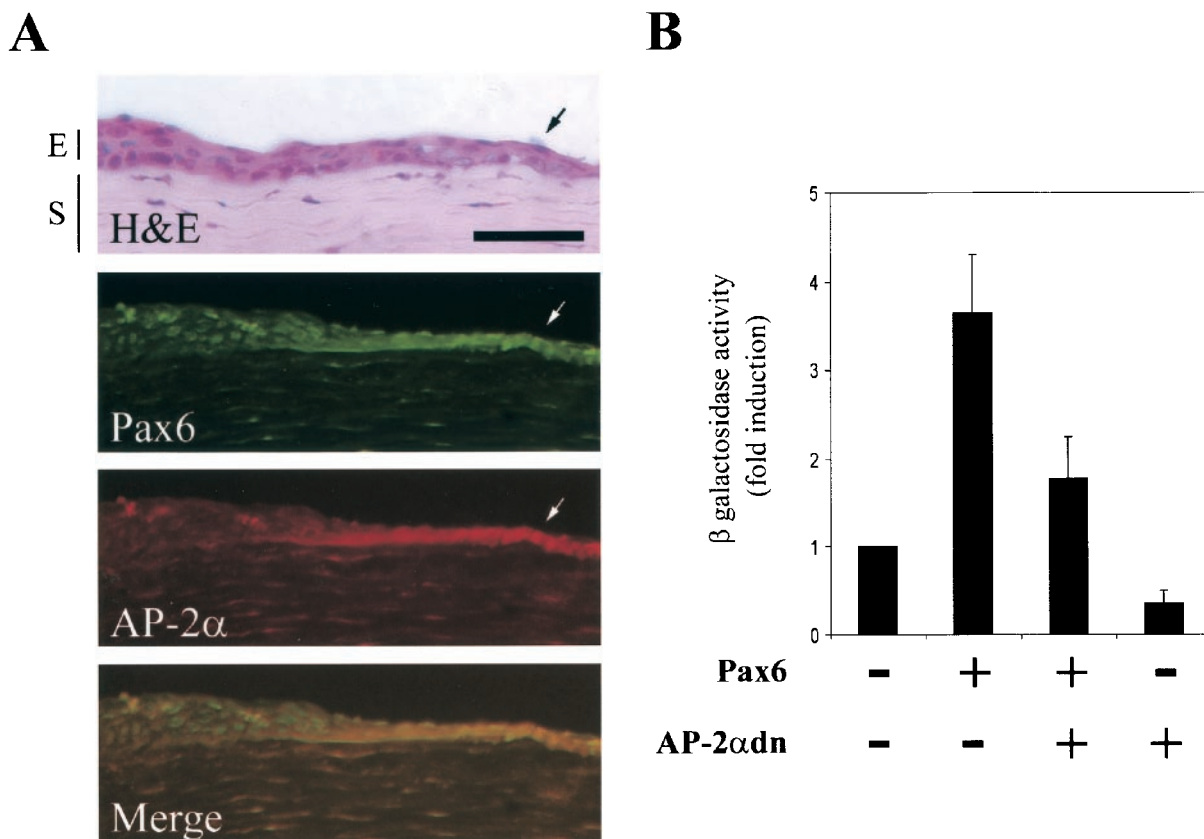 A
E
S
H&E
Pax6
AP-2α
Merge
B
β galactosidase activity
(fold induction)
5
4
3
2
1
0
Pax6 - + + -
AP-2αdn - - + +